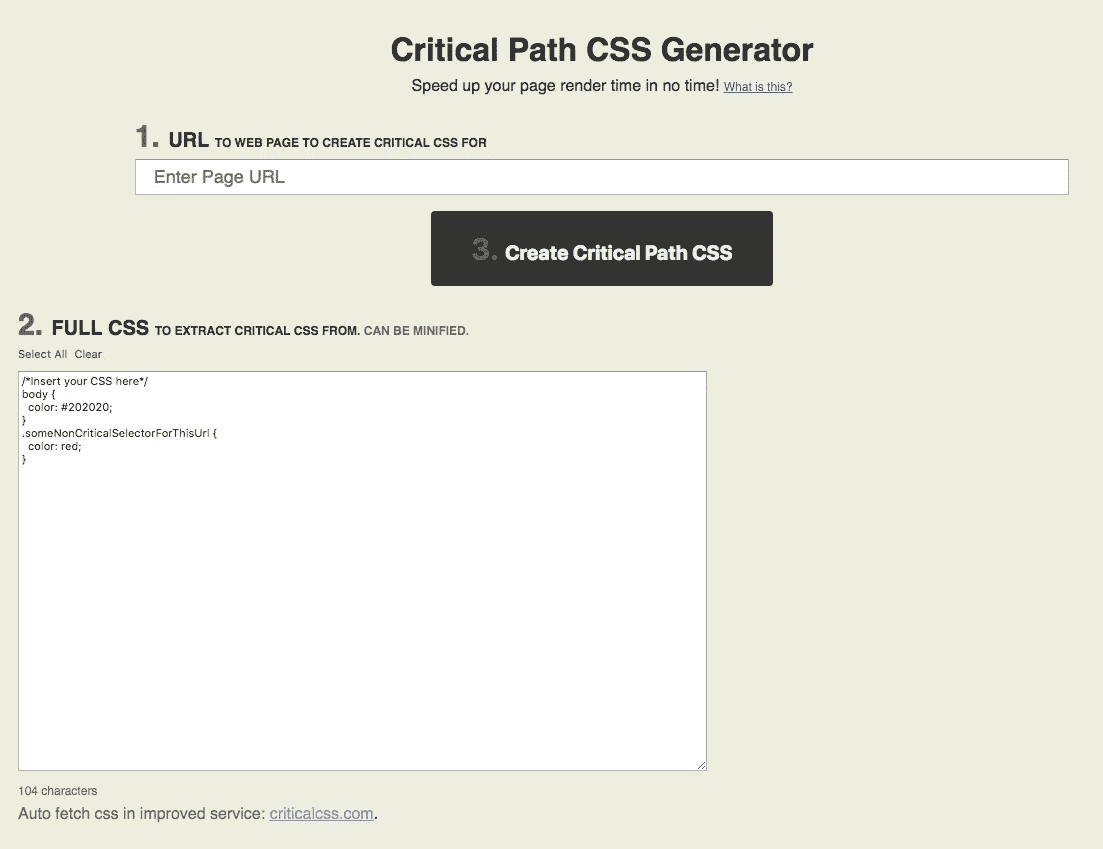 Critical Path CSS Generator
Speed up your page render time in no time! What is this?
1. URL TO WEB PAGE TO CREATE CRITICAL CSS FOR
Enter Page URL
3. Create Critical Path CSS
2. FULL CSS TO EXTRACT CRITICAL CSS FROM. CAN BE MINIFIED.
Select All Clear
/*Insert your CSS here*/
body {
  color: #202020;
}
.someNonCriticalSelectorForThisUrl {
  color: red;
}
104 characters
Auto fetch css in improved service: criticalcss.com.